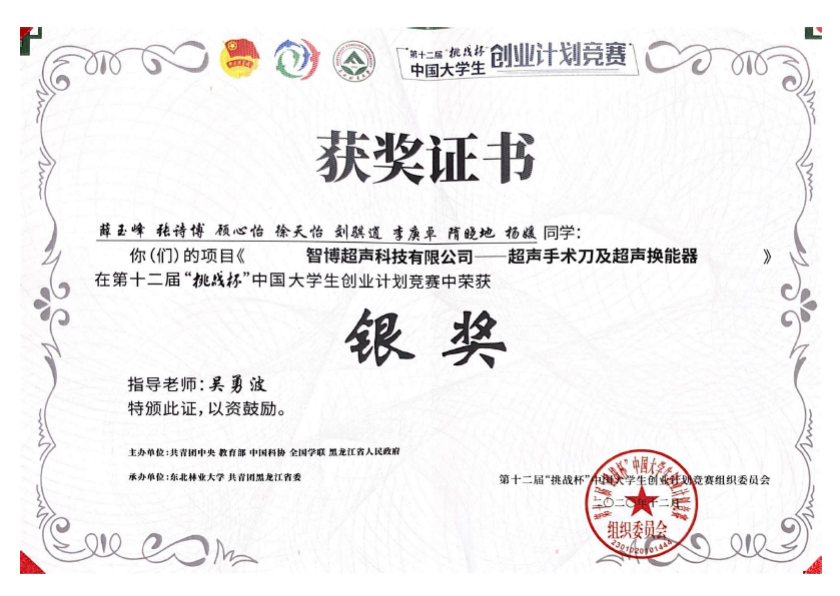 第十二届“挑战杯”
中国大学生 创业计划竞赛
获奖证书
薛玉峰 张诗博 顾心怡 徐天怡 刘骐道 李庚卓 隋晓地 杨媛 同学:
你(们)的项目《 智博超声科技有限公司——超声手术刀及超声换能器 》
在第十二届“挑战杯”中国大学生创业计划竞赛中荣获
银奖
指导老师:吴勇波
特颁此证,以资鼓励。
主办单位:共青团中央 教育部 中国科协 全国学联 黑龙江省人民政府
承办单位:东北林业大学 共青团黑龙江省委
第十二届“挑战杯”中国大学生创业计划竞赛组织委员会
二〇二〇年十二月
组织委员会